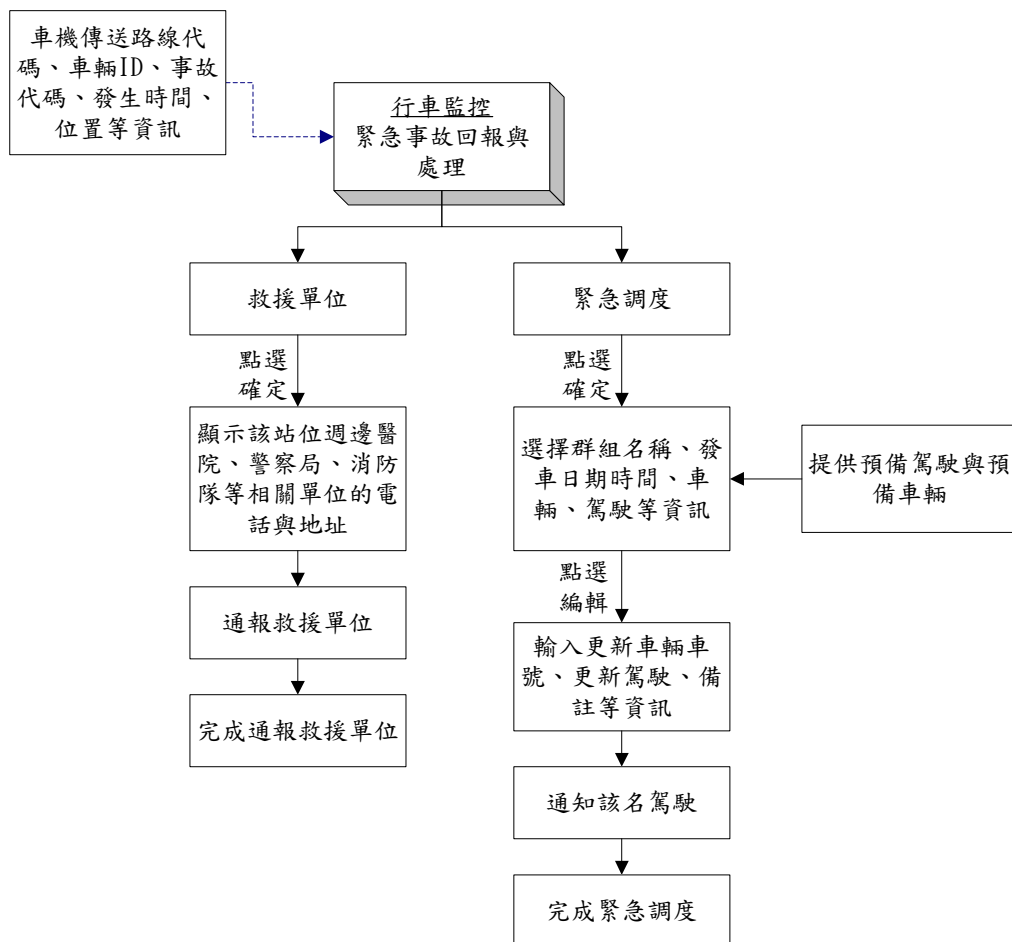 車機傳送路線代
碼、車輛ID、事故
代碼、發生時間、
位置等資訊
行車監控
緊急事故回報與
處理
救援單位
緊急調度
點選
確定
點選
確定
顯示該站位週邊醫
院、警察局、消防
隊等相關單位的電
話與地址
選擇群組名稱、發
車日期時間、車
輛、駕駛等資訊
提供預備駕駛與預
備車輛
通報救援單位
點選
編輯
輸入更新車輛車
號、更新駕駛、備
註等資訊
完成通報救援單位
通知該名駕駛
完成緊急調度